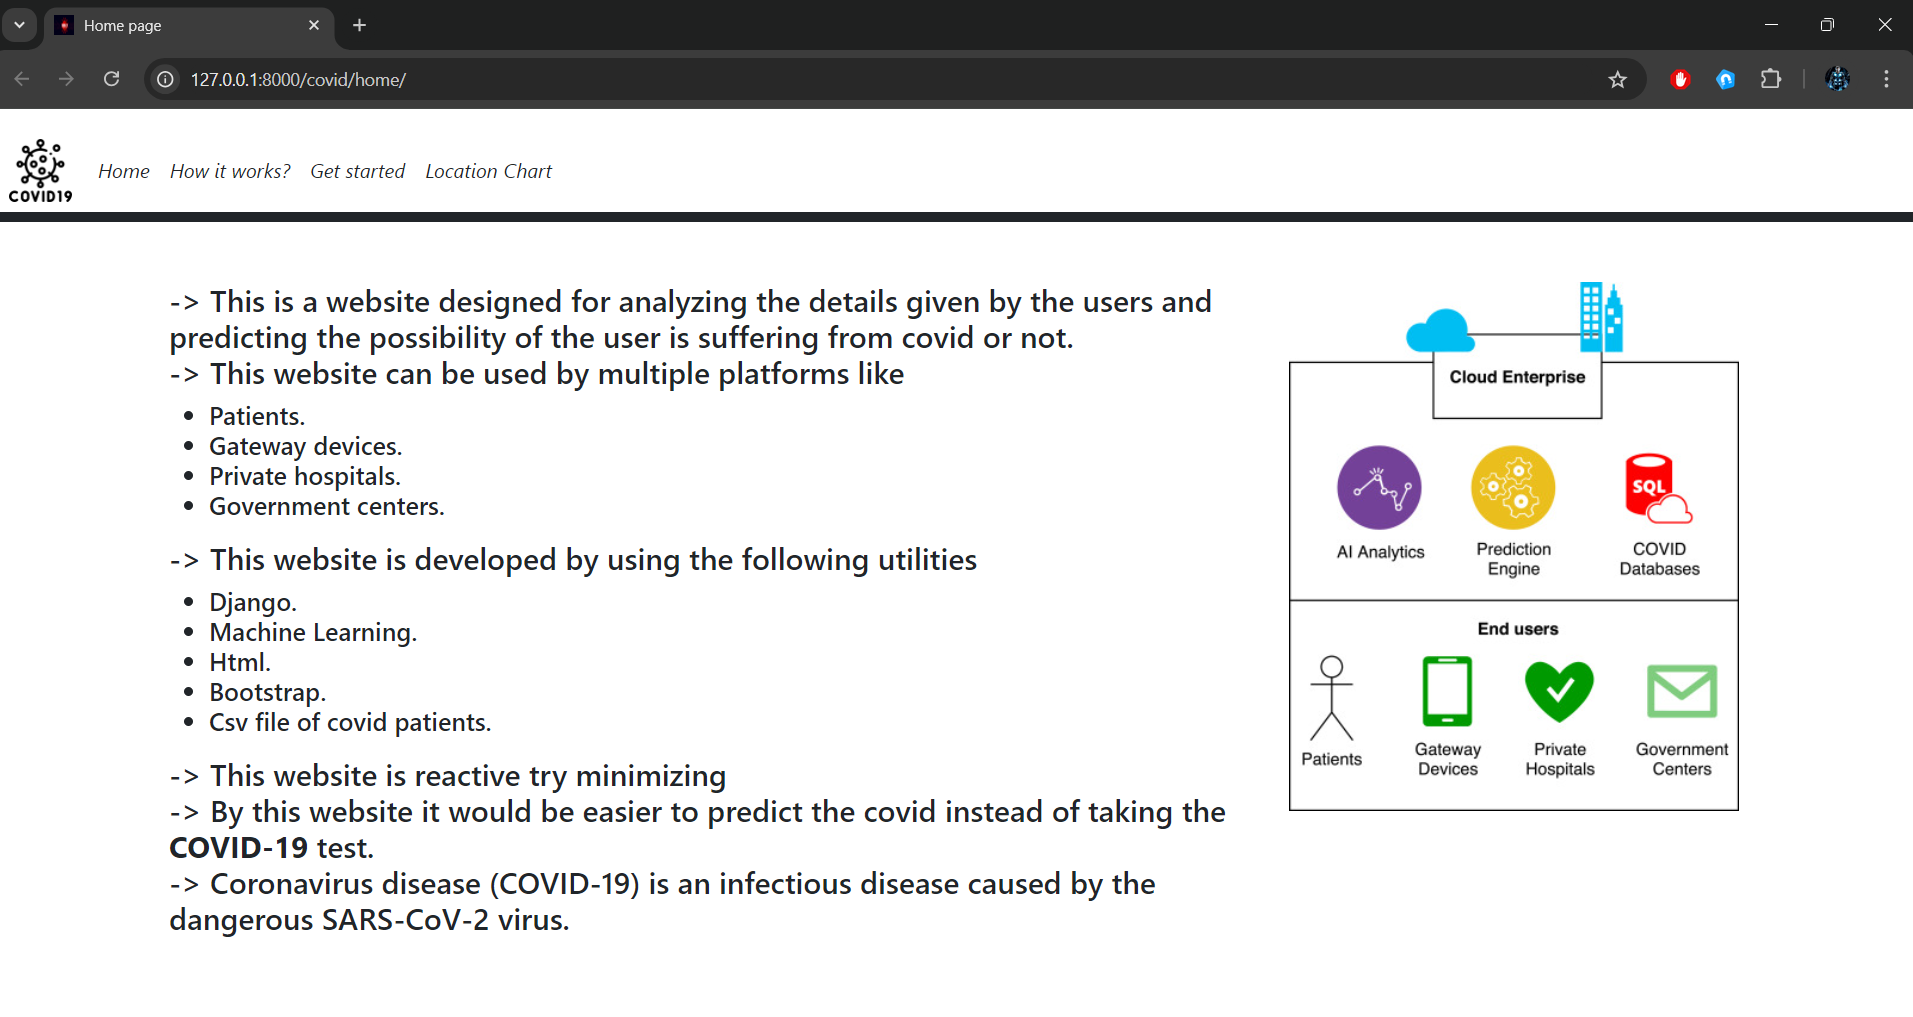 Home page
127.0.0.1:8000/covid/home/
COVID19
Home How it works? Get started Location Chart
-> This is a website designed for analyzing the details given by the users and
predicting the possibility of the user is suffering from covid or not.
-> This website can be used by multiple platforms like
• Patients.
• Gateway devices.
• Private hospitals.
• Government centers.
-> This website is developed by using the following utilities
• Django.
• Machine Learning.
• Html.
• Bootstrap.
• Csv file of covid patients.
-> This website is reactive try minimizing
-> By this website it would be easier to predict the covid instead of taking the
COVID-19 test.
-> Coronavirus disease (COVID-19) is an infectious disease caused by the
dangerous SARS-CoV-2 virus.
Cloud Enterprise
SQL
AI Analytics
Prediction
Engine
COVID
Databases
End users
Patients
Gateway
Devices
Private
Hospitals
Government
Centers